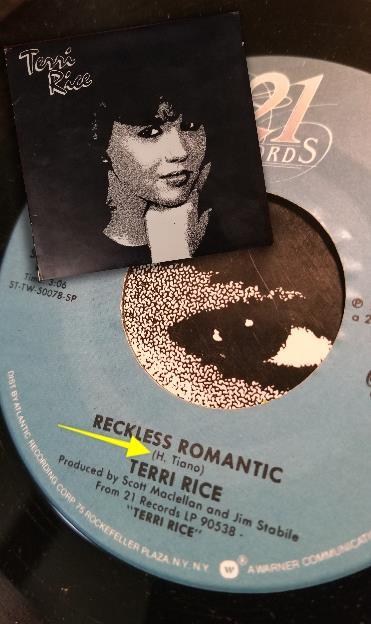 Terri
Rice
21
RECORDS
Time: 3:06
ST-TW-50078-SP
RECKLESS ROMANTIC
(H. Tiano)
TERRI RICE
Produced by Scott Maclellan and Jim Stabile
From 21 Records LP 90538 -
"TERRI RICE"
DIST BY ATLANTIC RECORDING CORP 75 ROCKEFELLER PLAZA, N.Y. N.Y.
W ® A WARNER COMMUNICATIO